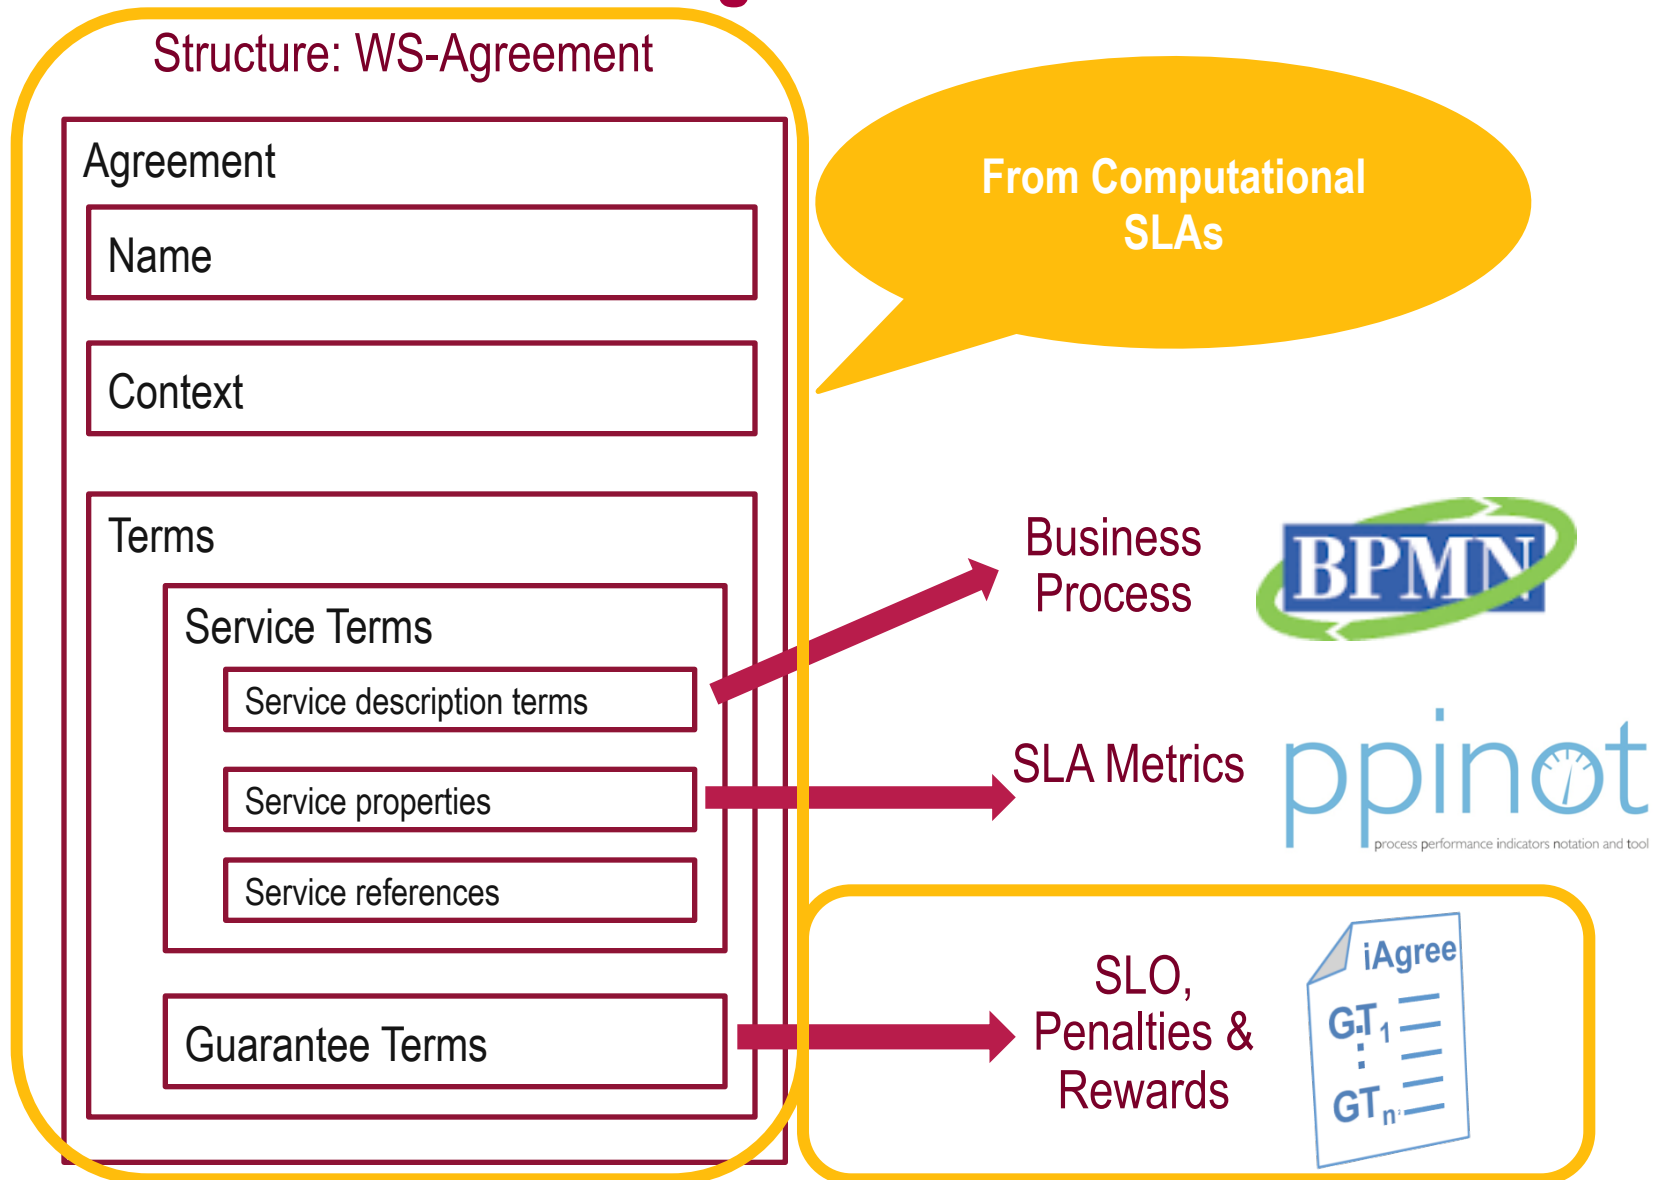 Structure: WS-Agreement
Agreement
Name
Context
Terms
Service Terms
Service description terms
Service properties
Service references
Guarantee Terms
From Computational
SLAs
Business
Process
BPMN
SLA Metrics
ppinot
process performance indicators notation and tool
SLO,
Penalties &
Rewards
iAgree
GT1
GTn